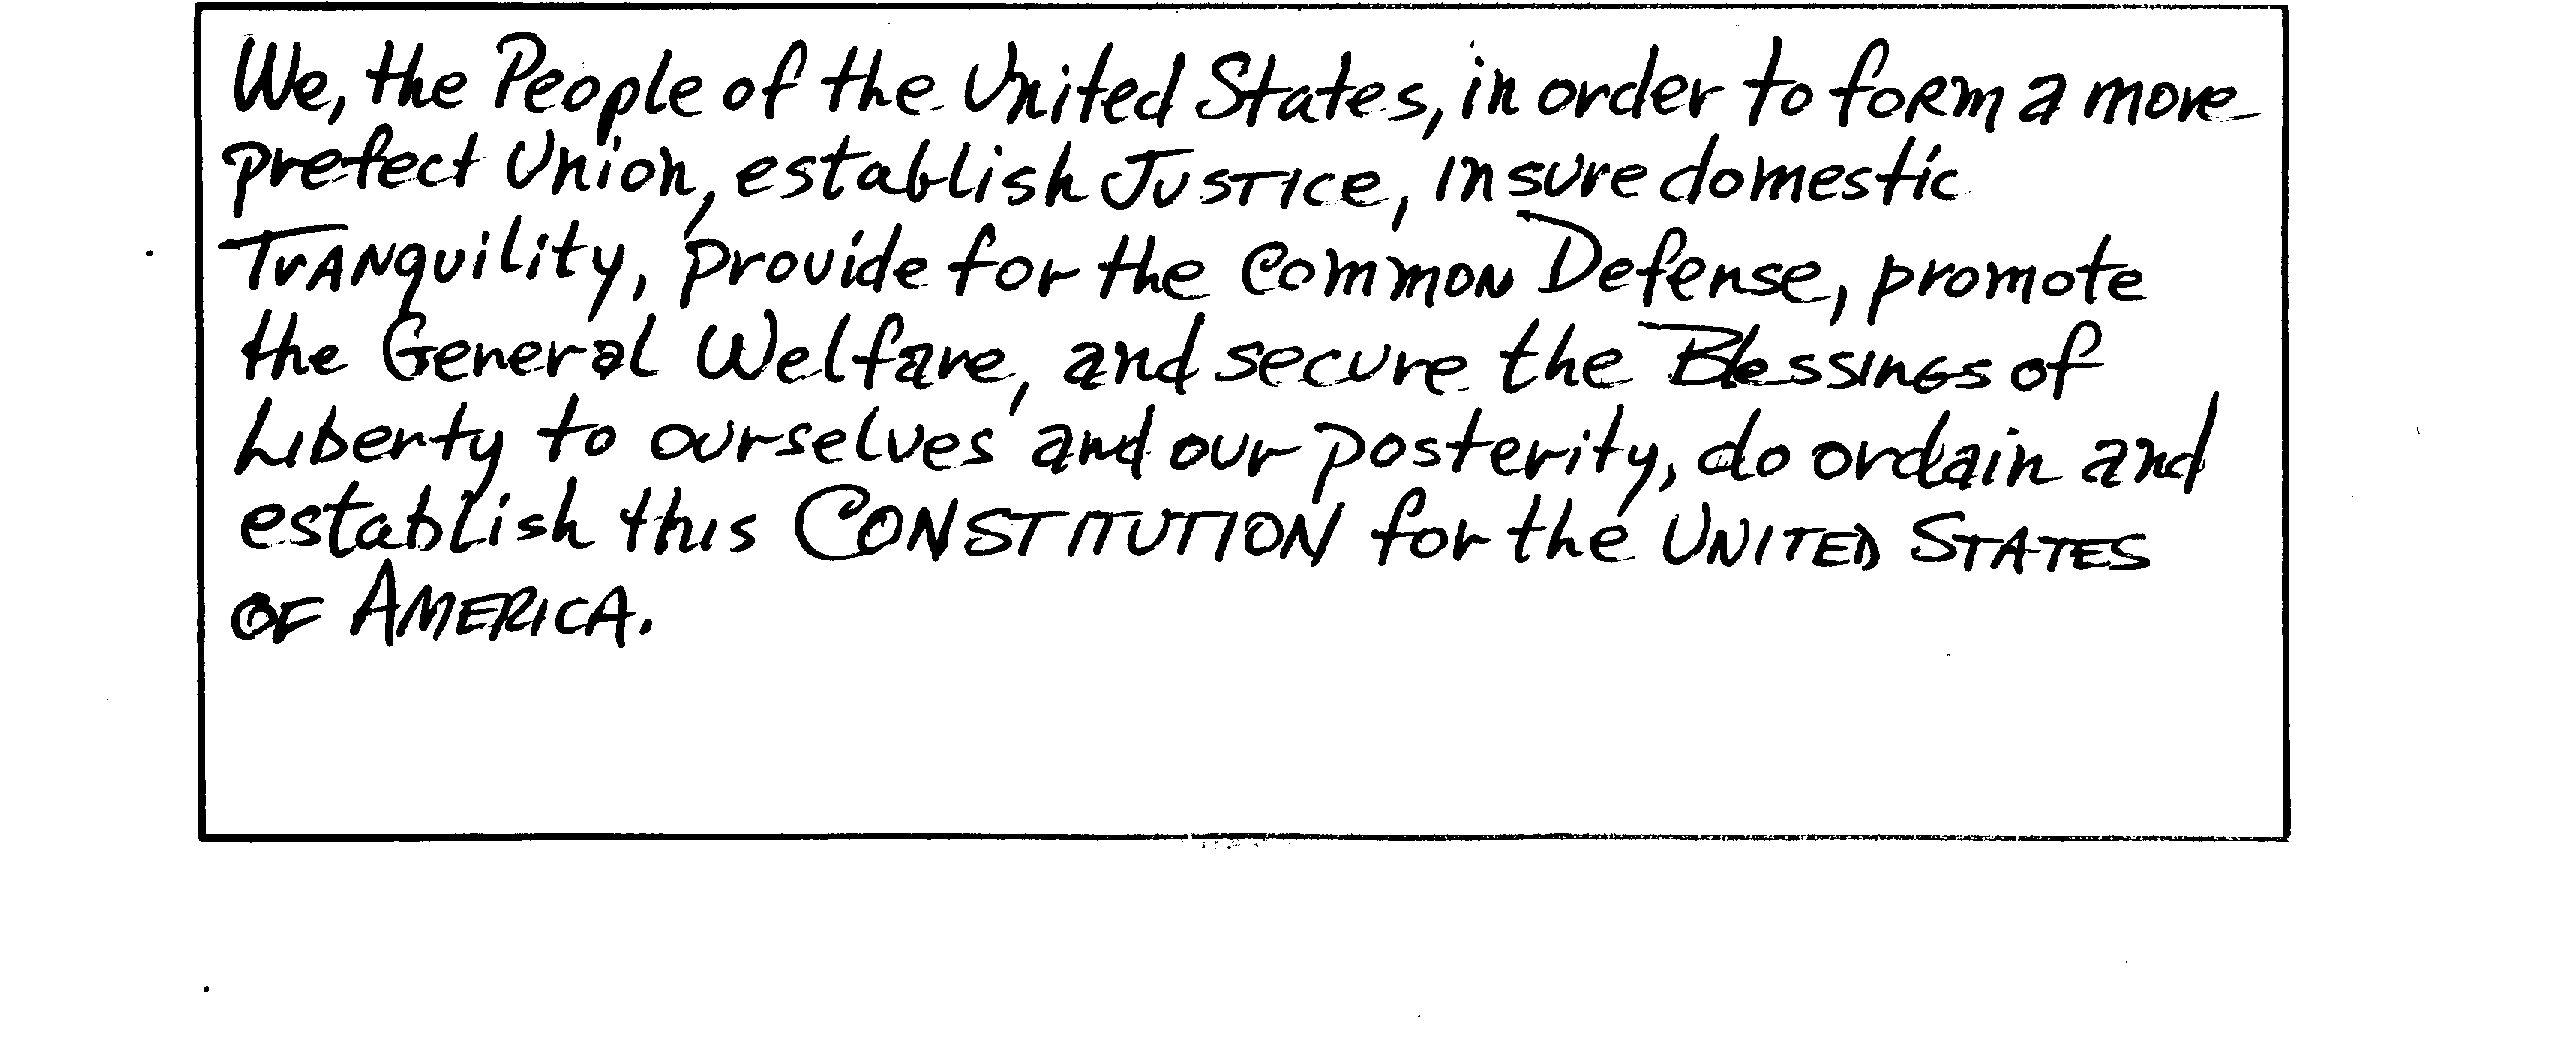 We, the People of the United States, in order to form a more
prefect Union, establish Justice, insure domestic
Tranquility, provide for the Common Defense, promote
the General Welfare, and secure the Blessings of
Liberty to ourselves and our posterity, do ordain and
establish this CONSTITUTION for the UNITED STATES
OF AMERICA.